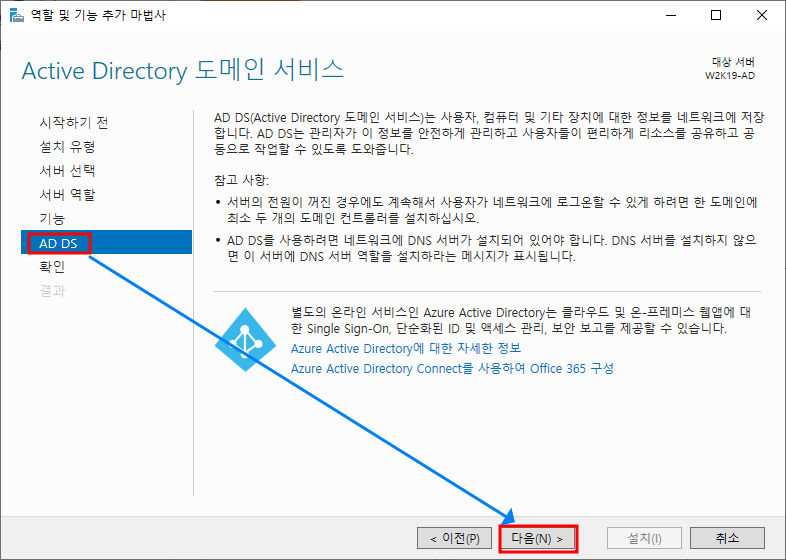 역할 및 기능 추가 마법사
Active Directory 도메인 서비스
대상 서버
W2K19-AD
시작하기 전
설치 유형
서버 선택
서버 역할
기능
AD DS
확인
결과
AD DS(Active Directory 도메인 서비스)는 사용자, 컴퓨터 및 기타 장치에 대한 정보를 네트워크에 저장
합니다. AD DS는 관리자가 이 정보를 안전하게 관리하고 사용자들이 편리하게 리소스를 공유하고 공
동으로 작업할 수 있도록 도와줍니다.
참고 사항:
• 서버의 전원이 꺼진 경우에도 계속해서 사용자가 네트워크에 로그온할 수 있게 하려면 한 도메인에
최소 두 개의 도메인 컨트롤러를 설치하십시오.
• AD DS를 사용하려면 네트워크에 DNS 서버가 설치되어 있어야 합니다. DNS 서버를 설치하지 않으
면 이 서버에 DNS 서버 역할을 설치하라는 메시지가 표시됩니다.
별도의 온라인 서비스인 Azure Active Directory는 클라우드 및 온-프레미스 웹앱에 대
한 Single Sign-On, 단순화된 ID 및 액세스 관리, 보안 보고를 제공할 수 있습니다.
Azure Active Directory에 대한 자세한 정보
Azure Active Directory Connect를 사용하여 Office 365 구성
< 이전(P)
다음(N) >
설치(I)
취소